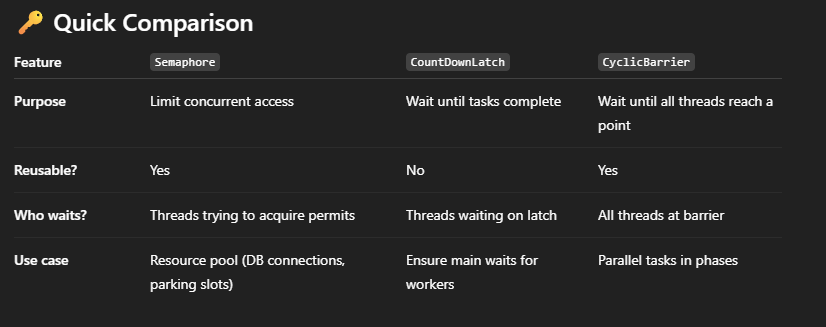 🔑 Quick Comparison
Feature Semaphore CountDownLatch CyclicBarrier
Purpose Limit concurrent access Wait until tasks complete Wait until all threads reach a
point
Reusable? Yes No Yes
Who waits? Threads trying to acquire permits Threads waiting on latch All threads at barrier
Use case Resource pool (DB connections, Ensure main waits for Parallel tasks in phases
parking slots) workers